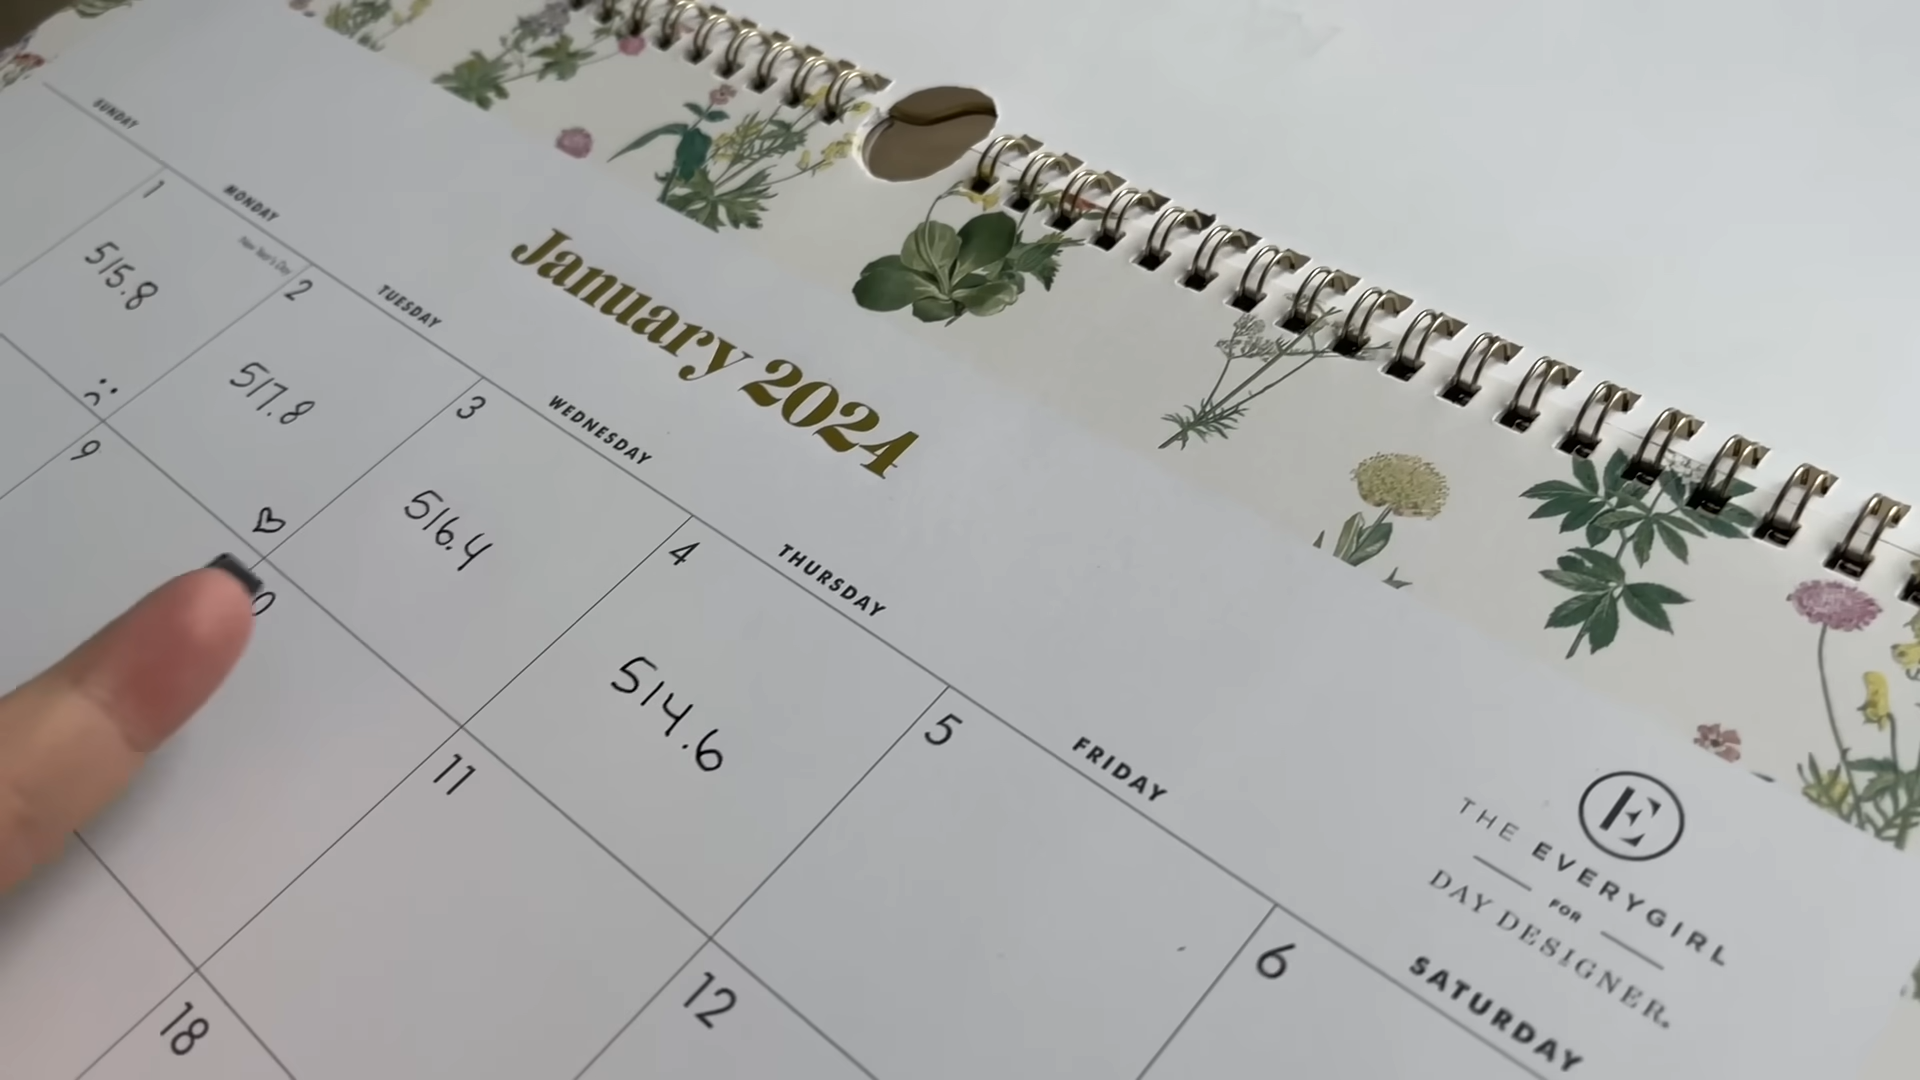 January 2024
SUNDAY
MONDAY
TUESDAY
WEDNESDAY
THURSDAY
FRIDAY
SATURDAY
1
New Year's Day
515.8
2
517.8
3
516.4
4
514.6
5
6
9
11
12
18
E
THE EVERYGIRL
FOR
DAY DESIGNER.